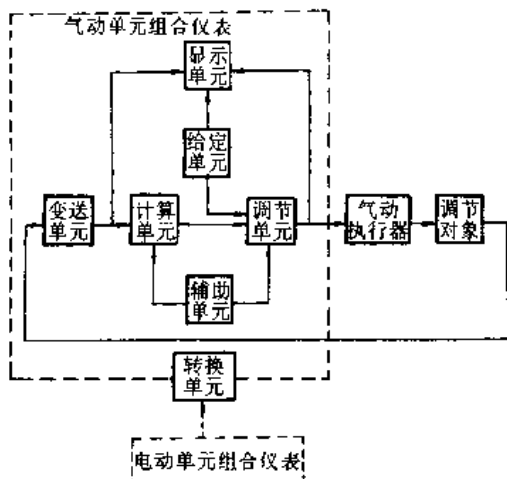 气动单元组合仪表
显示
单元
给定
单元
变送
单元
计算
单元
调节
单元
气动
执行器
调节
对象
辅助
单元
转换
单元
电动单元组合仪表